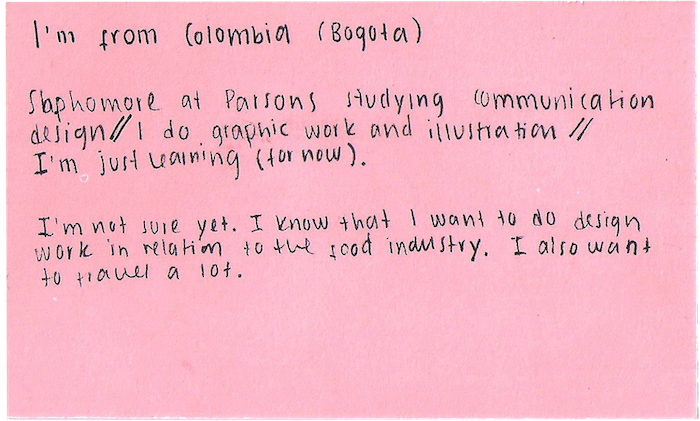 I'm from Colombia (Bogota)
Sophomore at Parsons studying communication
design // I do graphic work and illustration //
I'm just learning (for now).
I'm not sure yet. I know that I want to do design
work in relation to the food industry. I also want
to travel a lot.